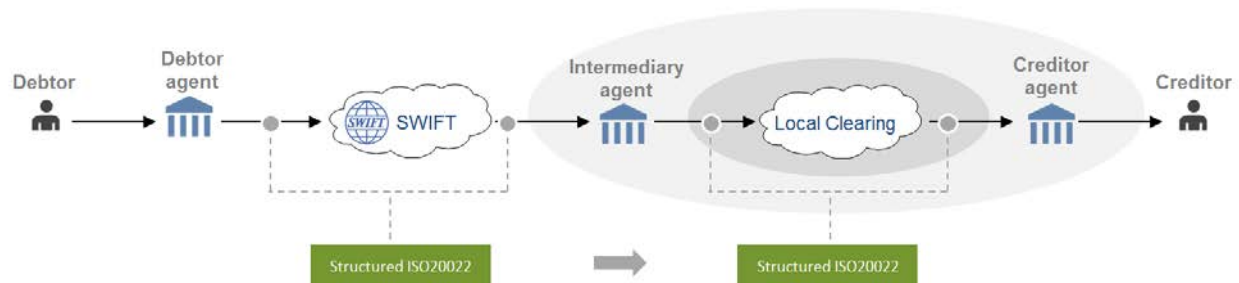 Debtor
Debtor
agent
SWIFT
SWIFT
Intermediary
agent
Local Clearing
Creditor
agent
Creditor
Structured ISO20022
Structured ISO20022